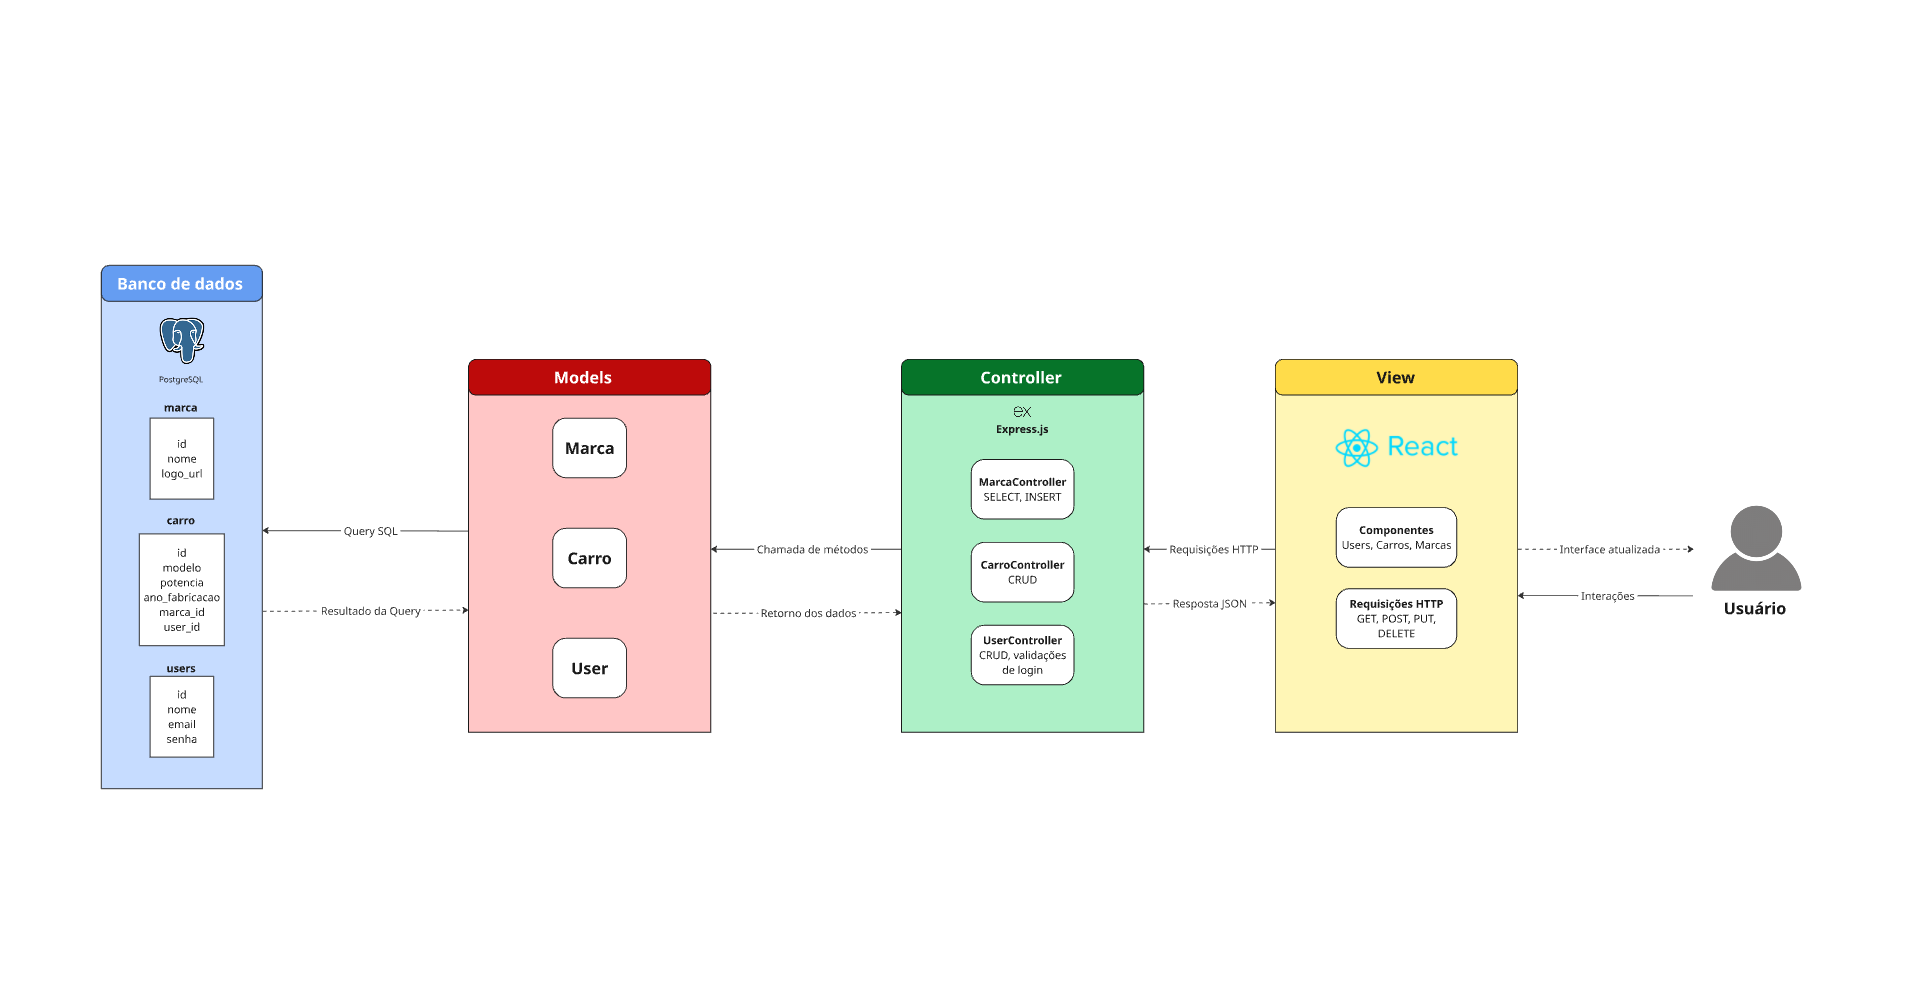 Banco de dados
PostgreSQL
marca
id
nome
logo_url
carro
id
modelo
potencia
ano_fabricacao
marca_id
user_id
users
id
nome
email
senha
Query SQL
Resultado da Query
Models
Marca
Carro
User
Chamada de métodos
Retorno dos dados
Controller
ex
Express.js
MarcaController
SELECT, INSERT
CarroController
CRUD
UserController
CRUD, validações
de login
Requisições HTTP
Resposta JSON
View
React
Componentes
Users, Carros, Marcas
Requisições HTTP
GET, POST, PUT,
DELETE
Interface atualizada
Interações
Usuário